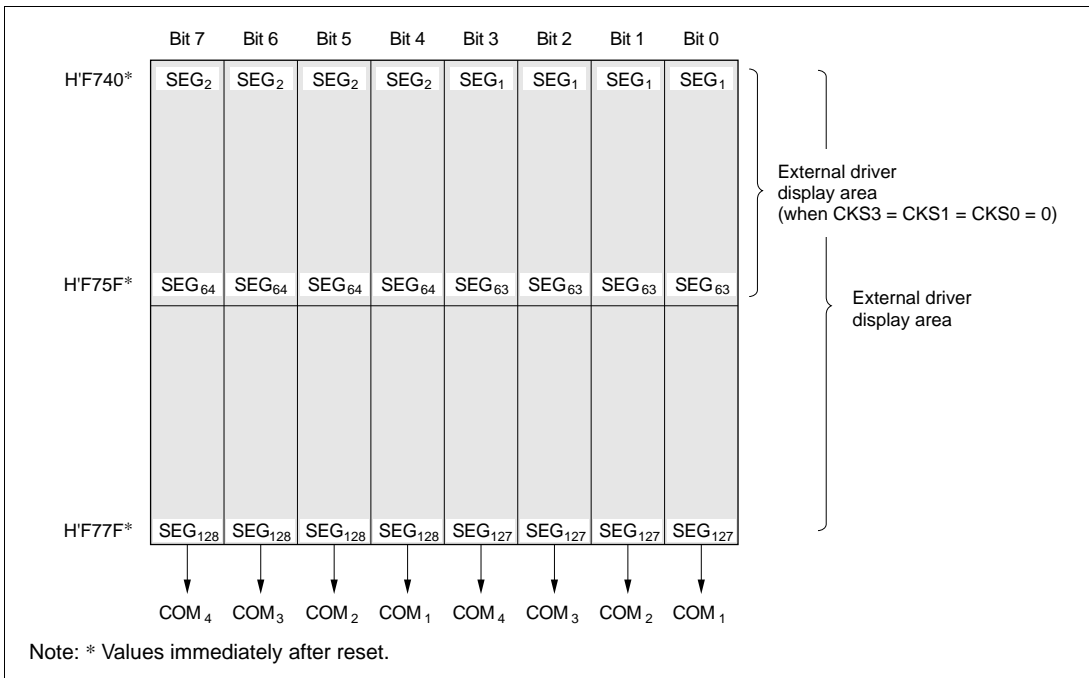 Bit 7 Bit 6 Bit 5 Bit 4 Bit 3 Bit 2 Bit 1 Bit 0
H'F740* SEG2 SEG2 SEG2 SEG2 SEG1 SEG1 SEG1 SEG1
External driver
display area
(when CKS3 = CKS1 = CKS0 = 0)
H'F75F* SEG64 SEG64 SEG64 SEG64 SEG63 SEG63 SEG63 SEG63
External driver
display area
H'F77F* SEG128 SEG128 SEG128 SEG128 SEG127 SEG127 SEG127 SEG127
COM4 COM3 COM2 COM1 COM4 COM3 COM2 COM1
Note: * Values immediately after reset.